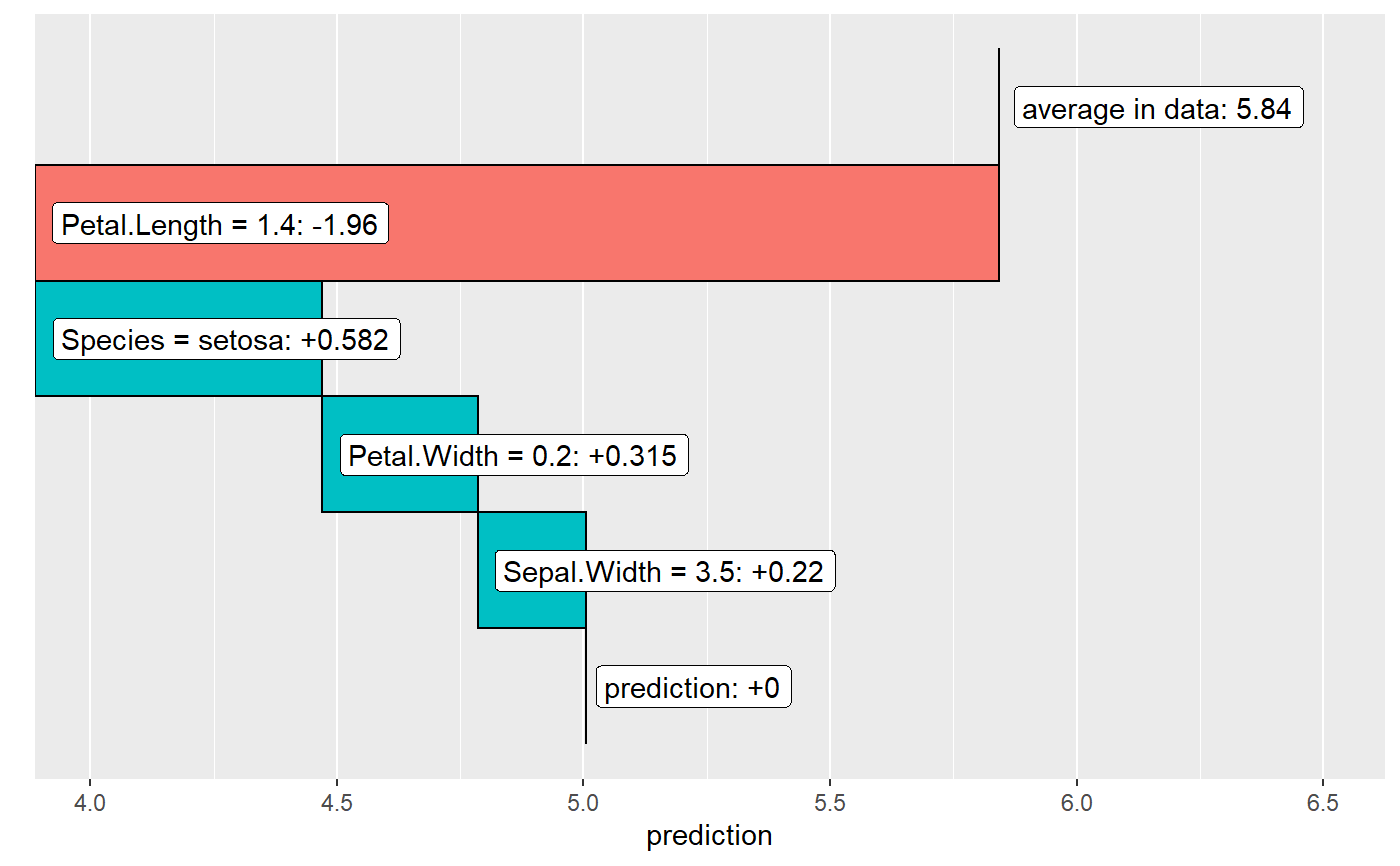 average in data: 5.84
Petal.Length = 1.4: -1.96
Species = setosa: +0.582
Petal.Width = 0.2: +0.315
Sepal.Width = 3.5: +0.22
prediction: +0
4.0 4.5 5.0 5.5 6.0 6.5
prediction